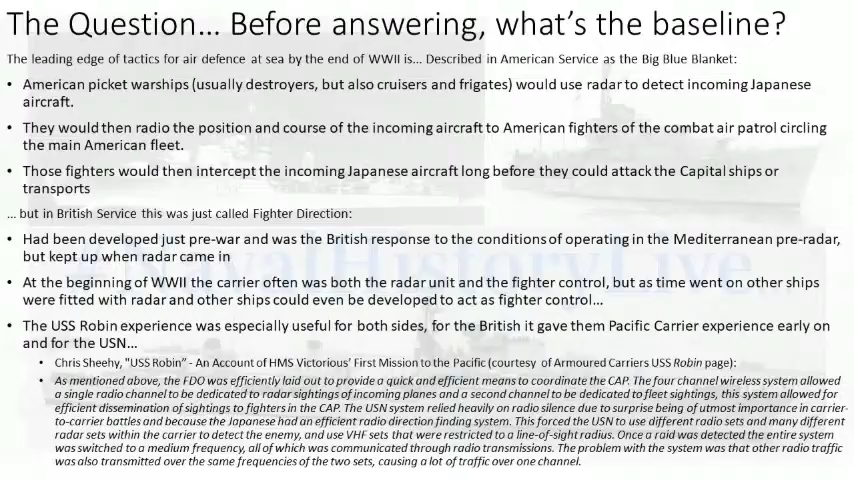 The Question... Before answering, what's the baseline?
The leading edge of tactics for air defence at sea by the end of WWII is... Described in American Service as the Big Blue Blanket:
• American picket warships (usually destroyers, but also cruisers and frigates) would use radar to detect incoming Japanese
aircraft.
• They would then radio the position and course of the incoming aircraft to American fighters of the combat air patrol circling
the main American fleet.
• Those fighters would then intercept the incoming Japanese aircraft long before they could attack the Capital ships or
transports
... but in British Service this was just called Fighter Direction:
• Had been developed just pre-war and was the British response to the conditions of operating in the Mediterranean pre-radar,
but kept up when radar came in
#NavalHistoryLive
• At the beginning of WWII the carrier often was both the radar unit and the fighter control, but as time went on other ships
were fitted with radar and other ships could even be developed to act as fighter control...
• The USS Robin experience was especially useful for both sides, for the British it gave them Pacific Carrier experience early on
and for the USN...
• Chris Sheehy, "USS Robin" - An Account of HMS Victorious' First Mission to the Pacific (courtesy of Armoured Carriers USS Robin page):
• As mentioned above, the FDO was efficiently laid out to provide a quick and efficient means to coordinate the CAP. The four channel wireless system allowed
a single radio channel to be dedicated to radar sightings of incoming planes and a second channel to be dedicated to fleet sightings, this system allowed for
efficient dissemination of sightings to fighters in the CAP. The USN system relied heavily on radio silence due to surprise being of utmost importance in carrier-
to-carrier battles and because the Japanese had an efficient radio direction finding system. This forced the USN to use different radio sets and many different
radar sets within the carrier to detect the enemy, and use VHF sets that were restricted to a line-of-sight radius. Once a raid was detected the entire system
was switched to a medium frequency, all of which was communicated through radio transmissions. The problem with the system was that other radio traffic
was also transmitted over the same frequencies of the two sets, causing a lot of traffic over one channel.